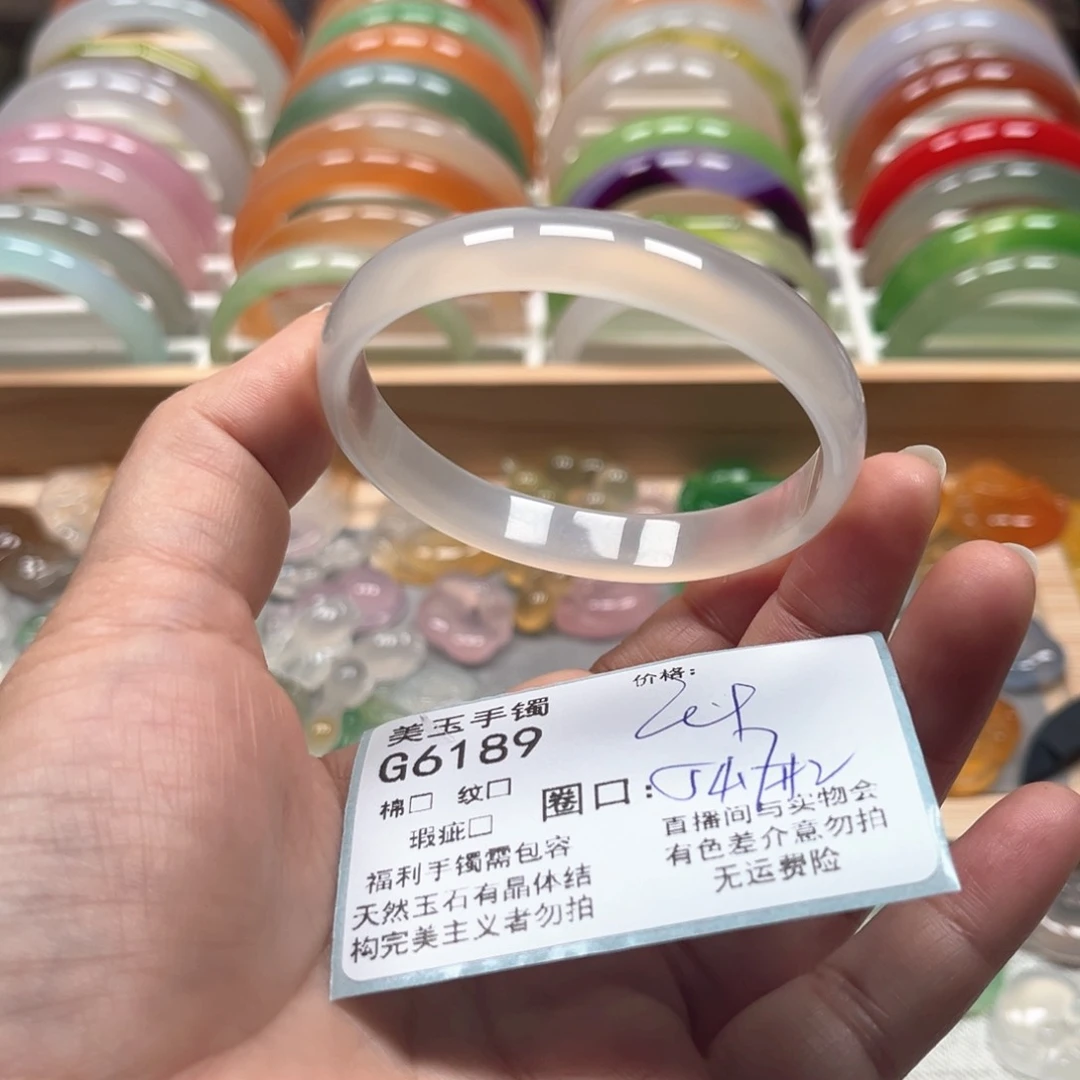 价格:
美玉手镯
G6189
棉□ 纹□
圈口:
瑕疵□
福利手镯需包容
天然玉石有晶体结
构完美主义者勿拍
直播间与实物会
有色差介意勿拍
无运费险